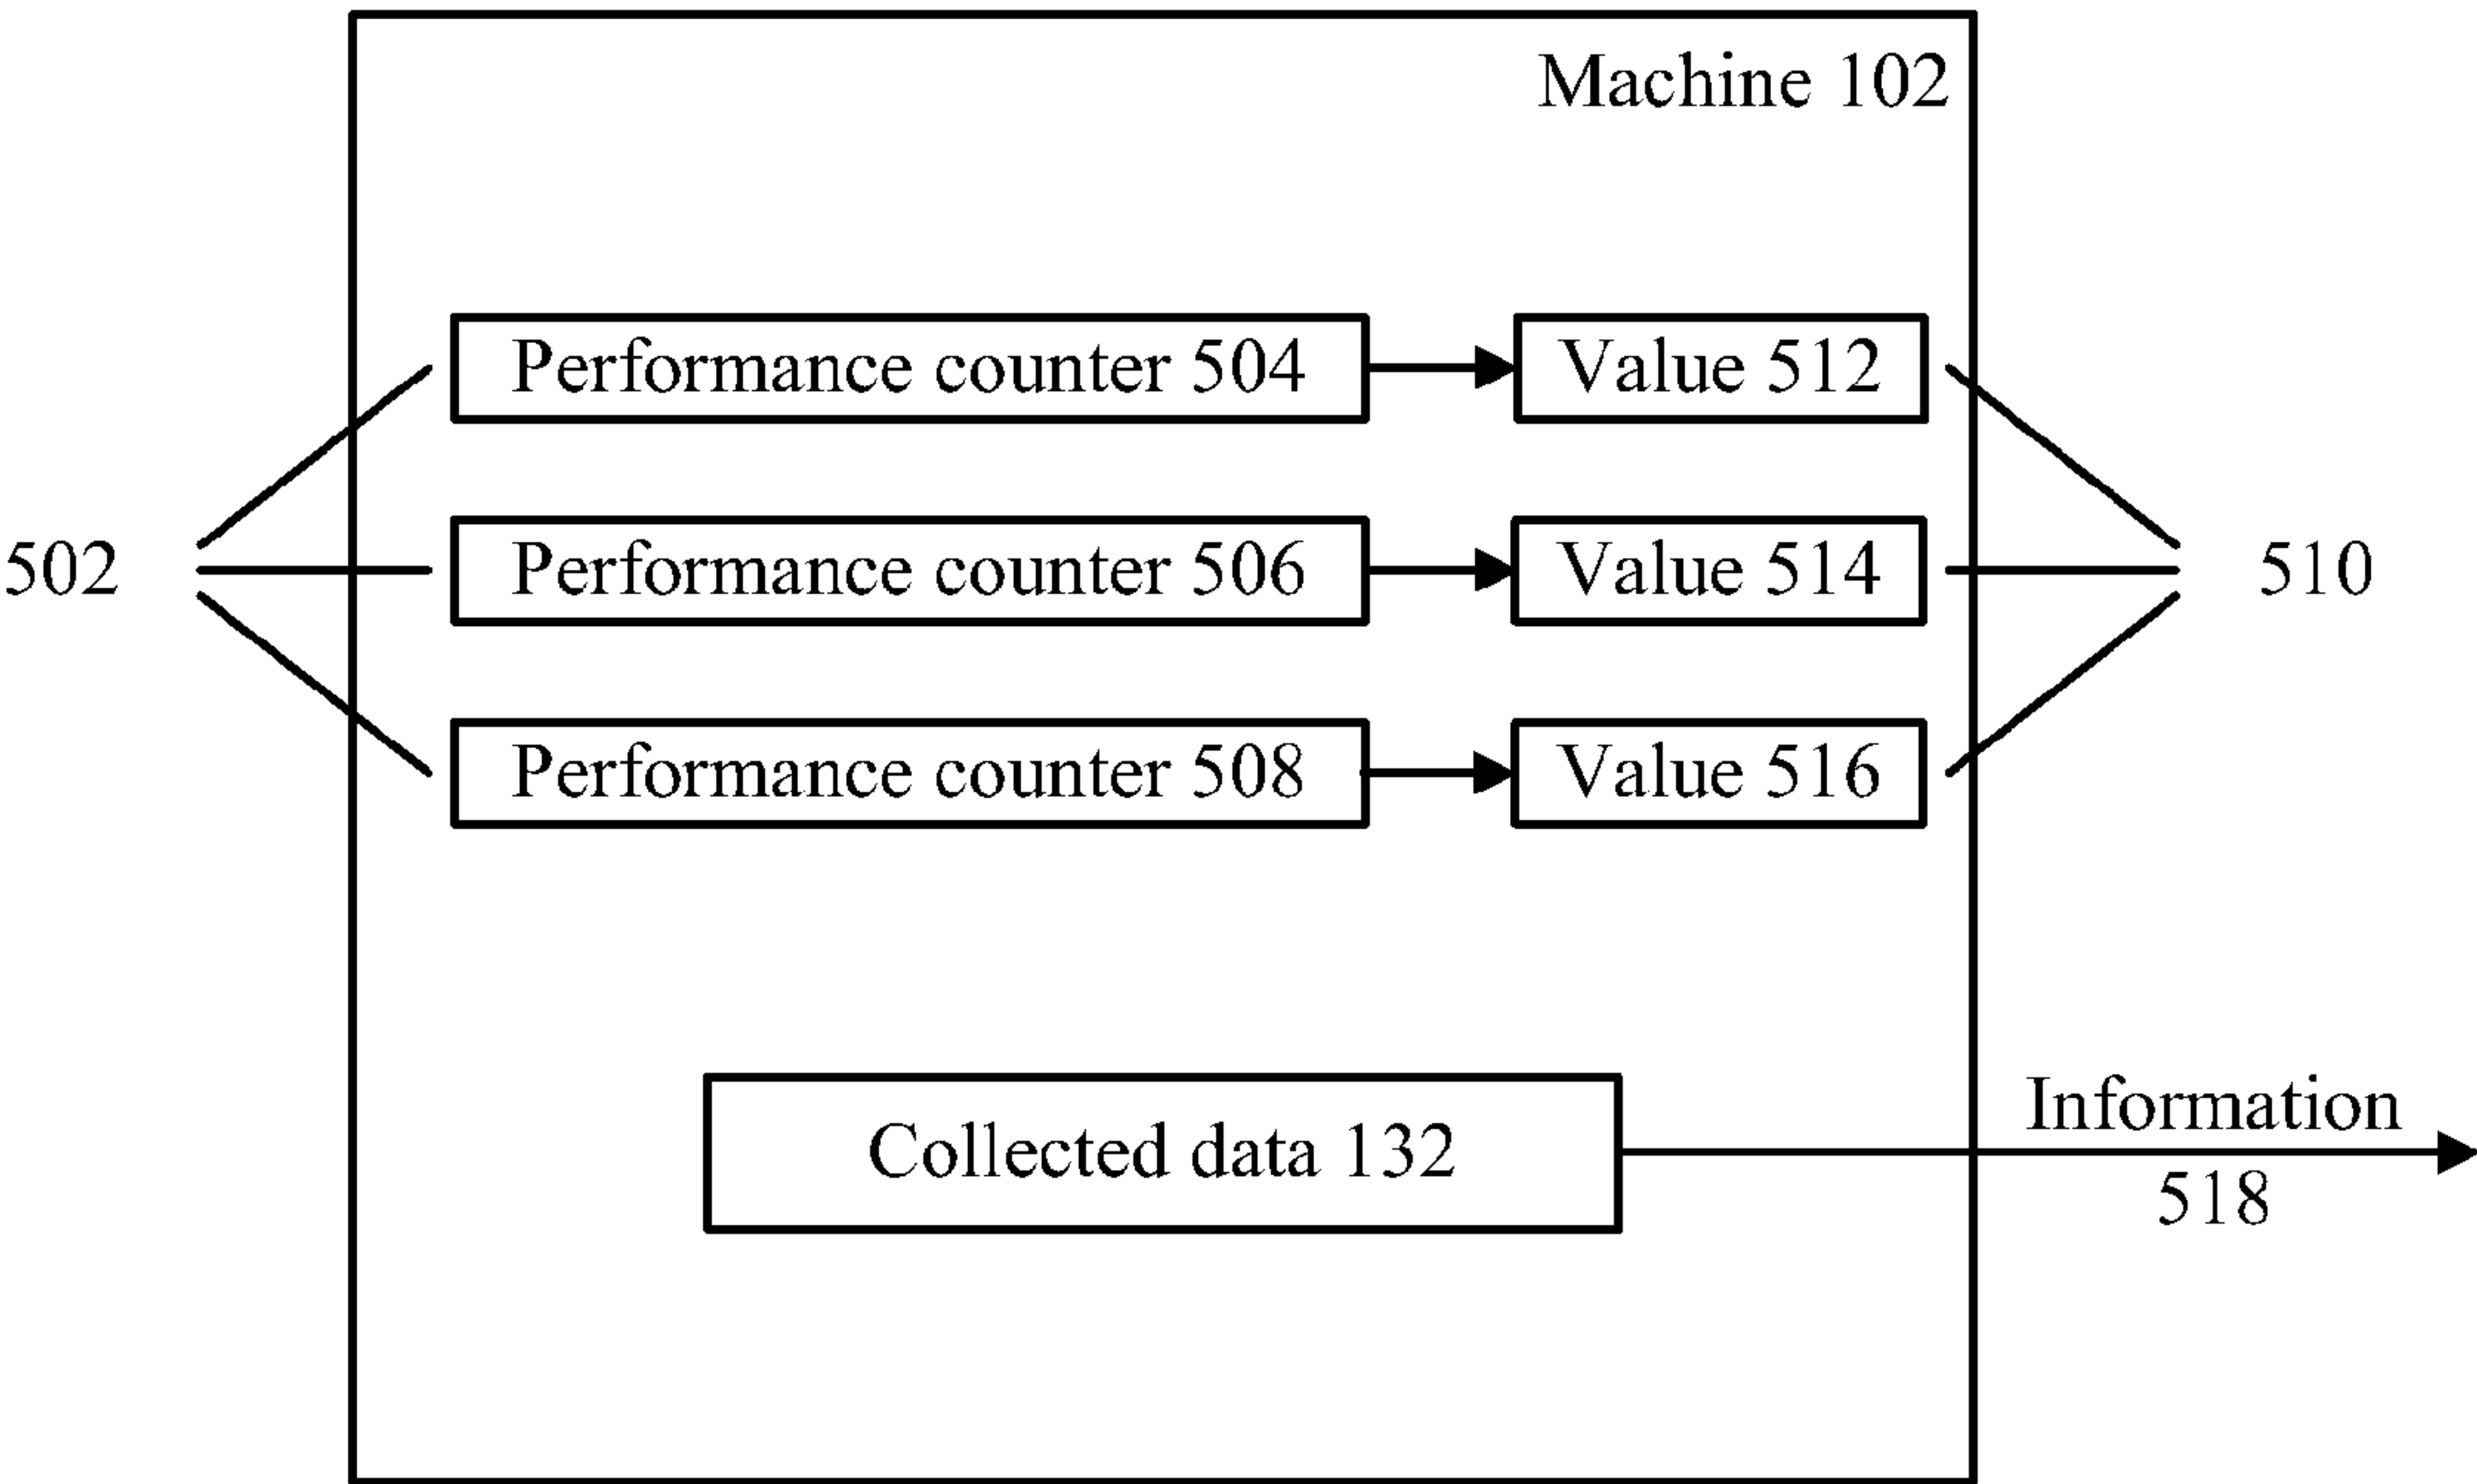 Machine 102
Performance counter 504
Value 512
502
Performance counter 506
Value 514
510
Performance counter 508
Value 516
Collected data 132
Information
518